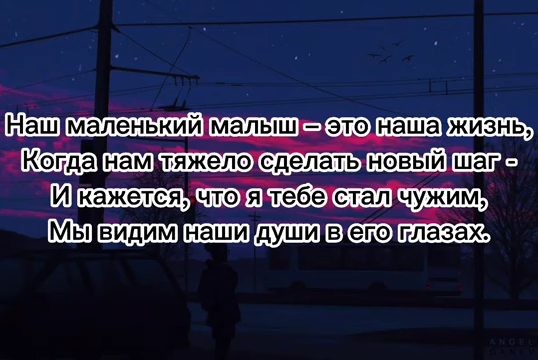 Наш маленький малыш – это наша жизнь,
Когда нам тяжело сделать новый шаг -
И кажется, что я тебе стал чужим,
Мы видим наши души в его глазах.
ANGEL